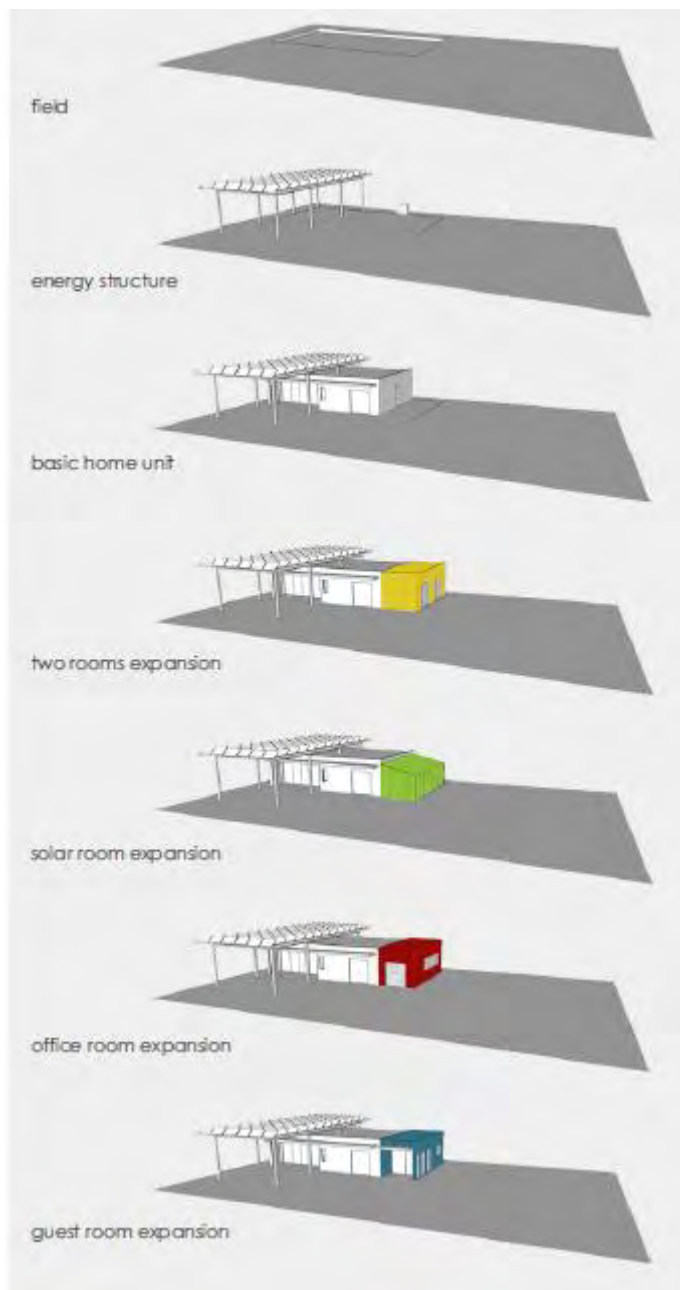 field
energy structure
basic home unit
two rooms expansion
solar room expansion
office room expansion
guest room expansion